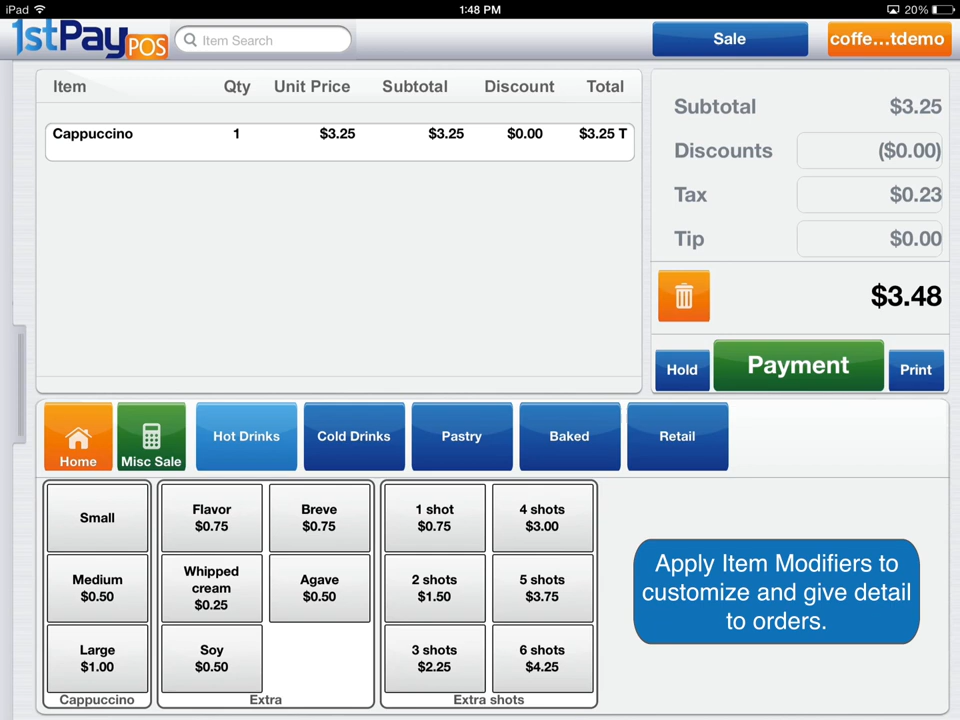 iPad 1:48 PM 20%
1stPay POS Item Search Sale coffe...tdemo
Item Qty Unit Price Subtotal Discount Total
Cappuccino 1 $3.25 $3.25 $0.00 $3.25 T
Subtotal $3.25
Discounts ($0.00)
Tax $0.23
Tip $0.00
$3.48
Hold Payment Print
Home Misc Sale Hot Drinks Cold Drinks Pastry Baked Retail
Small
Medium
$0.50
Large
$1.00
Cappuccino
Flavor
$0.75
Breve
$0.75
Whipped
cream
$0.25
Agave
$0.50
Soy
$0.50
Extra
1 shot
$0.75
4 shots
$3.00
2 shots
$1.50
5 shots
$3.75
3 shots
$2.25
6 shots
$4.25
Extra shots
Apply Item Modifiers to
customize and give detail
to orders.